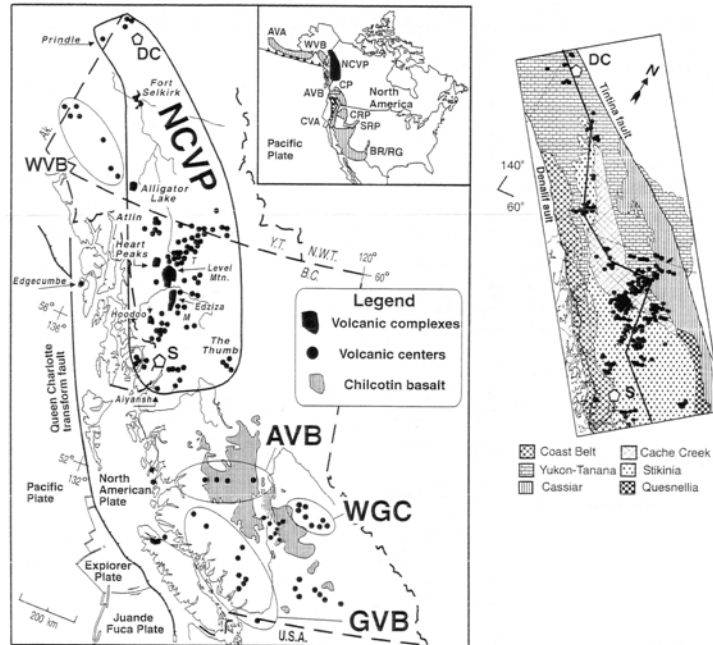 Prindle
DC
Fort
Selkirk
NCVP
Ak.
WVB
Alligator
Lake
Atlin
Heart
Peaks
T
Level
Mtn.
Edgecumbe
Edziza
Hoodoo
M
The
Thumb
S
Aiyansh
Y.T.
N.W.T.
B.C.
120°
60°
56°
136°
52°
132°
Queen Charlotte
transform fault
Pacific
Plate
North
American
Plate
Explorer
Plate
Juande
Fuca Plate
200 km
AVB
WGC
GVB
U.S.A.
AVA
WVB
NCVP
CP
AVB
North
America
CRP
CVA
SRP
Pacific
Plate
BR/RG
Legend
Volcanic complexes
Volcanic centers
Chilcotin basalt
DC
N
Tintina fault
140°
60°
Denali fault
S
Coast Belt
Cache Creek
Yukon-Tanana
Stikinia
Cassiar
Quesnellia